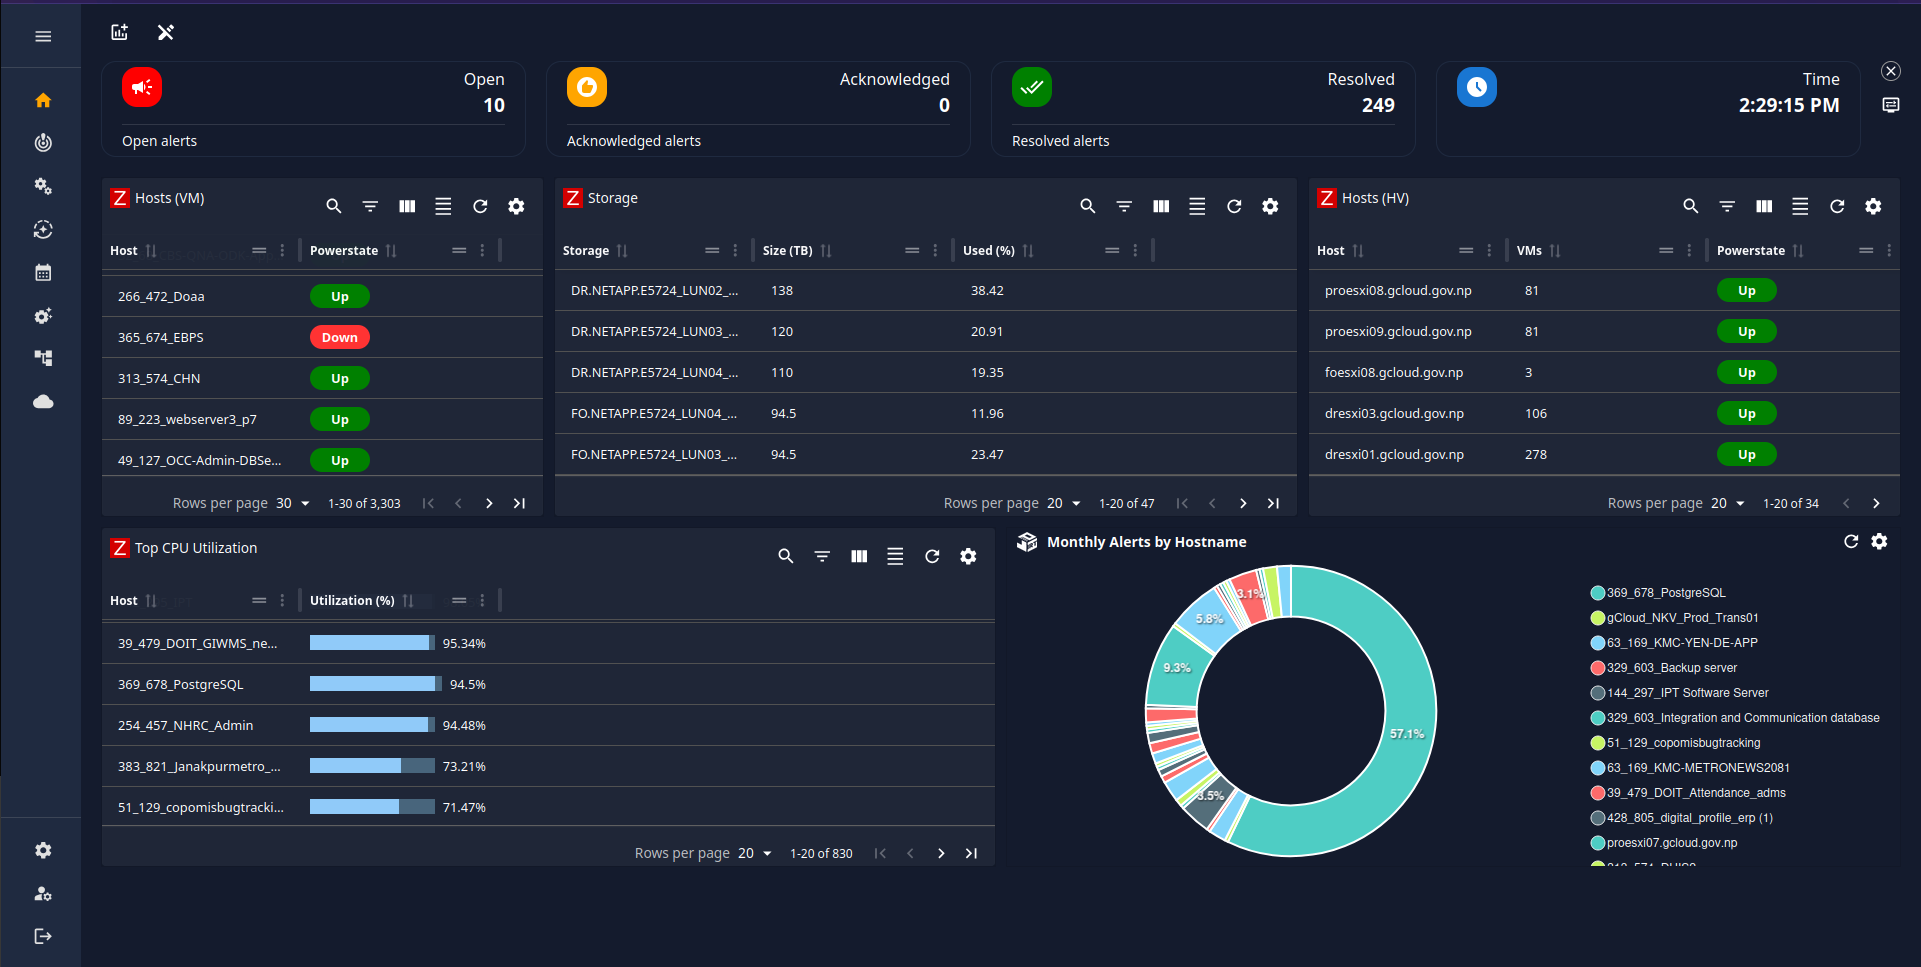 Open
10
Open alerts
Acknowledged
0
Acknowledged alerts
Resolved
249
Resolved alerts
Time
2:29:15 PM
Z Hosts (VM)
Host Powerstate
266_472_Doaa Up
365_674_EBPS Down
313_574_CHN Up
89_223_webserver3_p7 Up
49_127_OCC-Admin-DBSe... Up
Rows per page 30 1-30 of 3,303
Z Storage
Storage Size (TB) Used (%)
DR.NETAPP.E5724_LUN02_... 138 38.42
DR.NETAPP.E5724_LUN03_... 120 20.91
DR.NETAPP.E5724_LUN04_... 110 19.35
FO.NETAPP.E5724_LUN04_... 94.5 11.96
FO.NETAPP.E5724_LUN03_... 94.5 23.47
Rows per page 20 1-20 of 47
Z Hosts (HV)
Host VMs Powerstate
proesxi08.gcloud.gov.np 81 Up
proesxi09.gcloud.gov.np 81 Up
foesxi08.gcloud.gov.np 3 Up
dresxi03.gcloud.gov.np 106 Up
dresxi01.gcloud.gov.np 278 Up
Rows per page 20 1-20 of 34
Z Top CPU Utilization
Host Utilization (%)
39_479_DOIT_GIWMS_ne... 95.34%
369_678_PostgreSQL 94.5%
254_457_NHRC_Admin 94.48%
383_821_Janakpurmetro_... 73.21%
51_129_copomisbugtracki... 71.47%
Rows per page 20 1-20 of 830
Monthly Alerts by Hostname
3.1%
5.8%
9.3%
57.1%
3.5%
369_678_PostgreSQL
gCloud_NKV_Prod_Trans01
63_169_KMC-YEN-DE-APP
329_603_Backup server
144_297_IPT Software Server
329_603_Integration and Communication database
51_129_copomisbugtracking
63_169_KMC-METRONEWS2081
39_479_DOIT_Attendance_adms
428_805_digital_profile_erp (1)
proesxi07.gcloud.gov.np